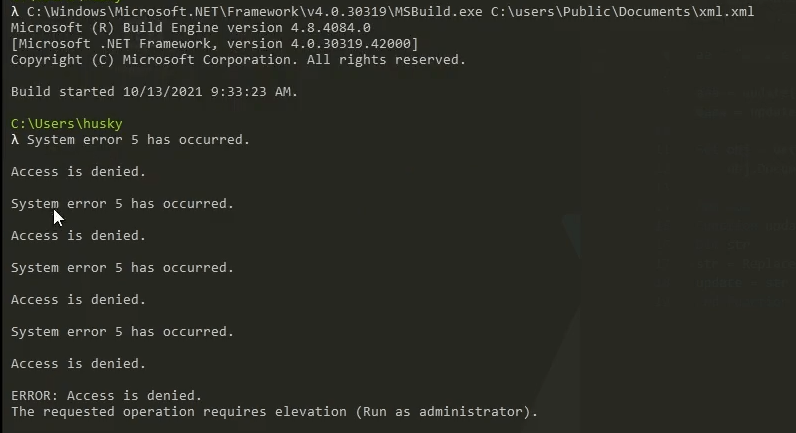 λ C:\Windows\Microsoft.NET\Framework\v4.0.30319\MSBuild.exe C:\users\Public\Documents\xml.xml
Microsoft (R) Build Engine version 4.8.4084.0
[Microsoft .NET Framework, version 4.0.30319.42000]
Copyright (C) Microsoft Corporation. All rights reserved.
Build started 10/13/2021 9:33:23 AM.
C:\Users\husky
λ System error 5 has occurred.
Access is denied.
System error 5 has occurred.
Access is denied.
System error 5 has occurred.
Access is denied.
System error 5 has occurred.
Access is denied.
ERROR: Access is denied.
The requested operation requires elevation (Run as administrator).